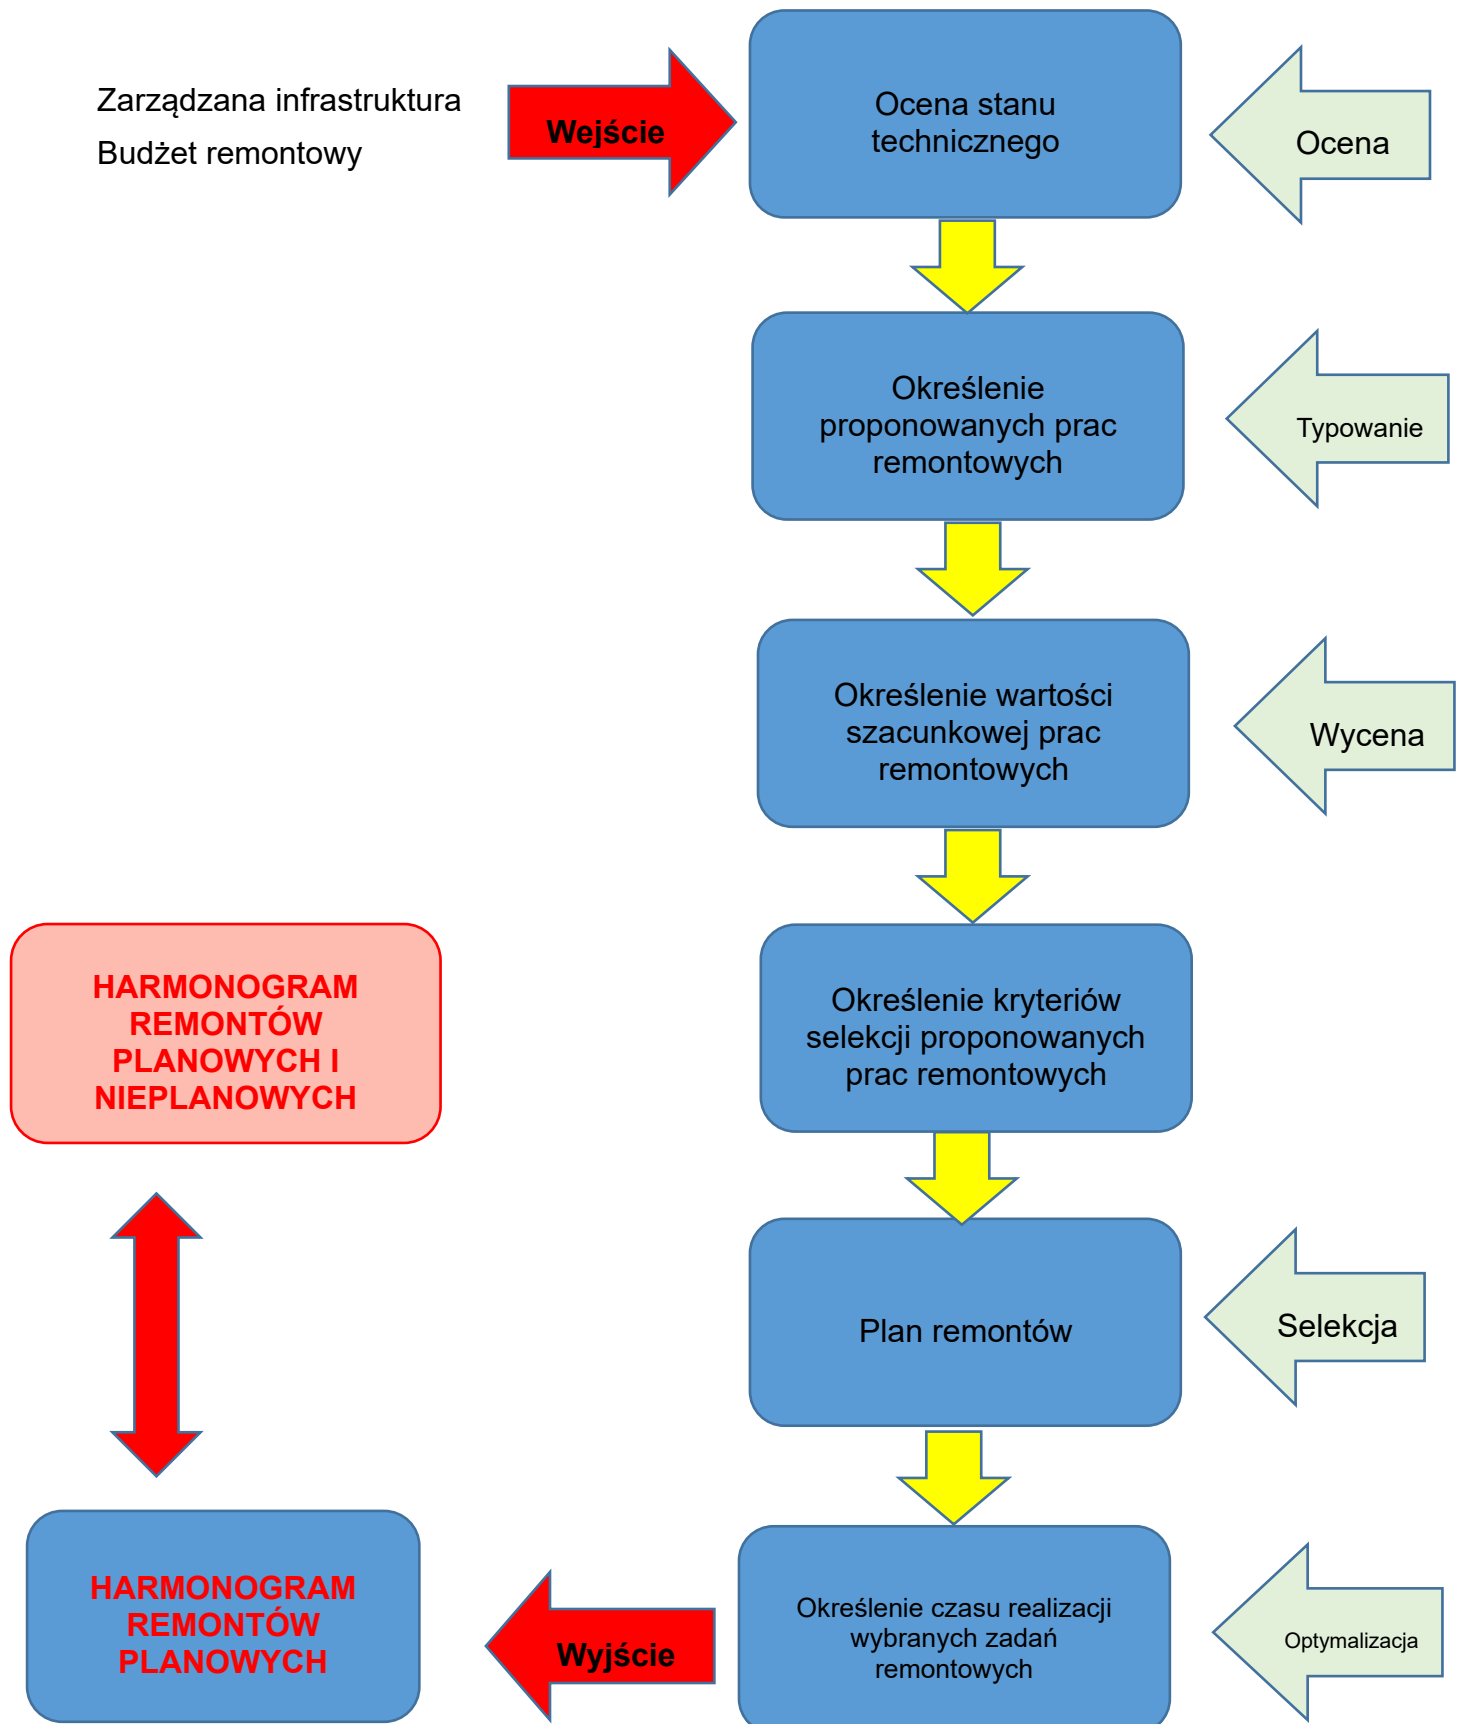 Zarządzana infrastruktura
Budżet remontowy
Wejście
Ocena stanu
technicznego
Ocena
Określenie
proponowanych prac
remontowych
Typowanie
Określenie wartości
szacunkowej prac
remontowych
Wycena
HARMONOGRAM
REMONTÓW
PLANOWYCH I
NIEPLANOWYCH
Określenie kryteriów
selekcji proponowanych
prac remontowych
Plan remontów
Selekcja
HARMONOGRAM
REMONTÓW
PLANOWYCH
Wyjście
Określenie czasu realizacji
wybranych zadań
remontowych
Optymalizacja